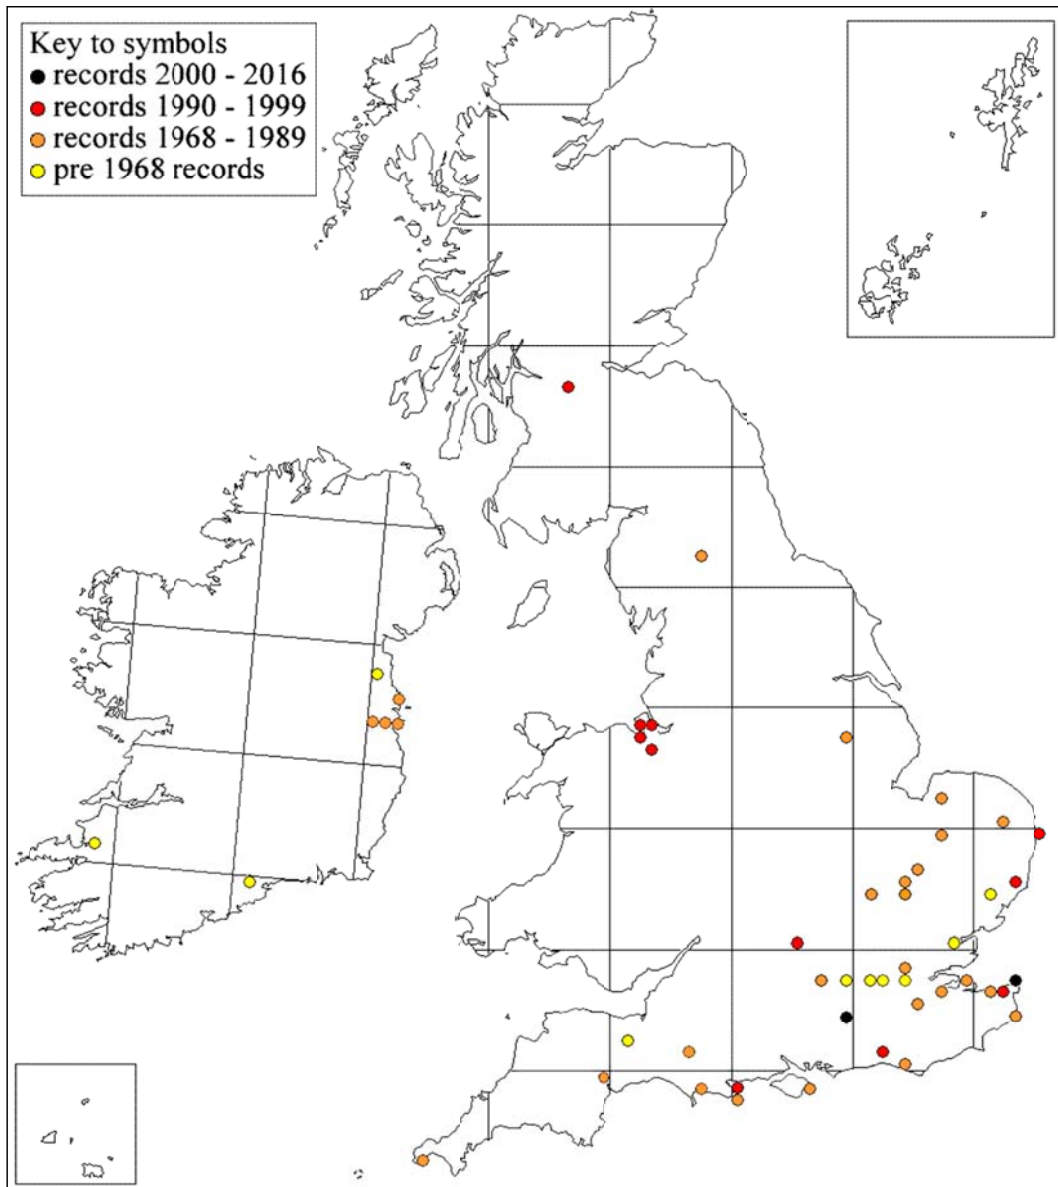 Key to symbols
records 2000 - 2016
records 1990 - 1999
records 1968 - 1989
pre 1968 records